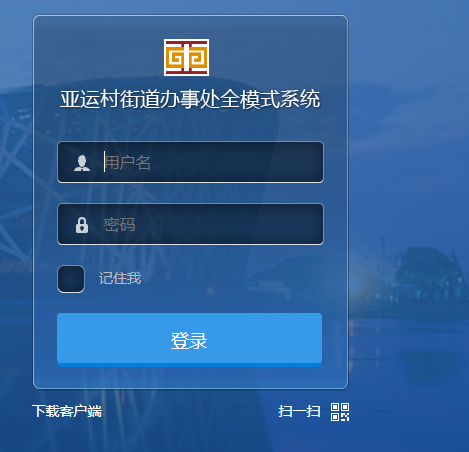 亚运村街道办事处全模式系统
用户名
密码
记住我
登录
下载客户端 扫一扫